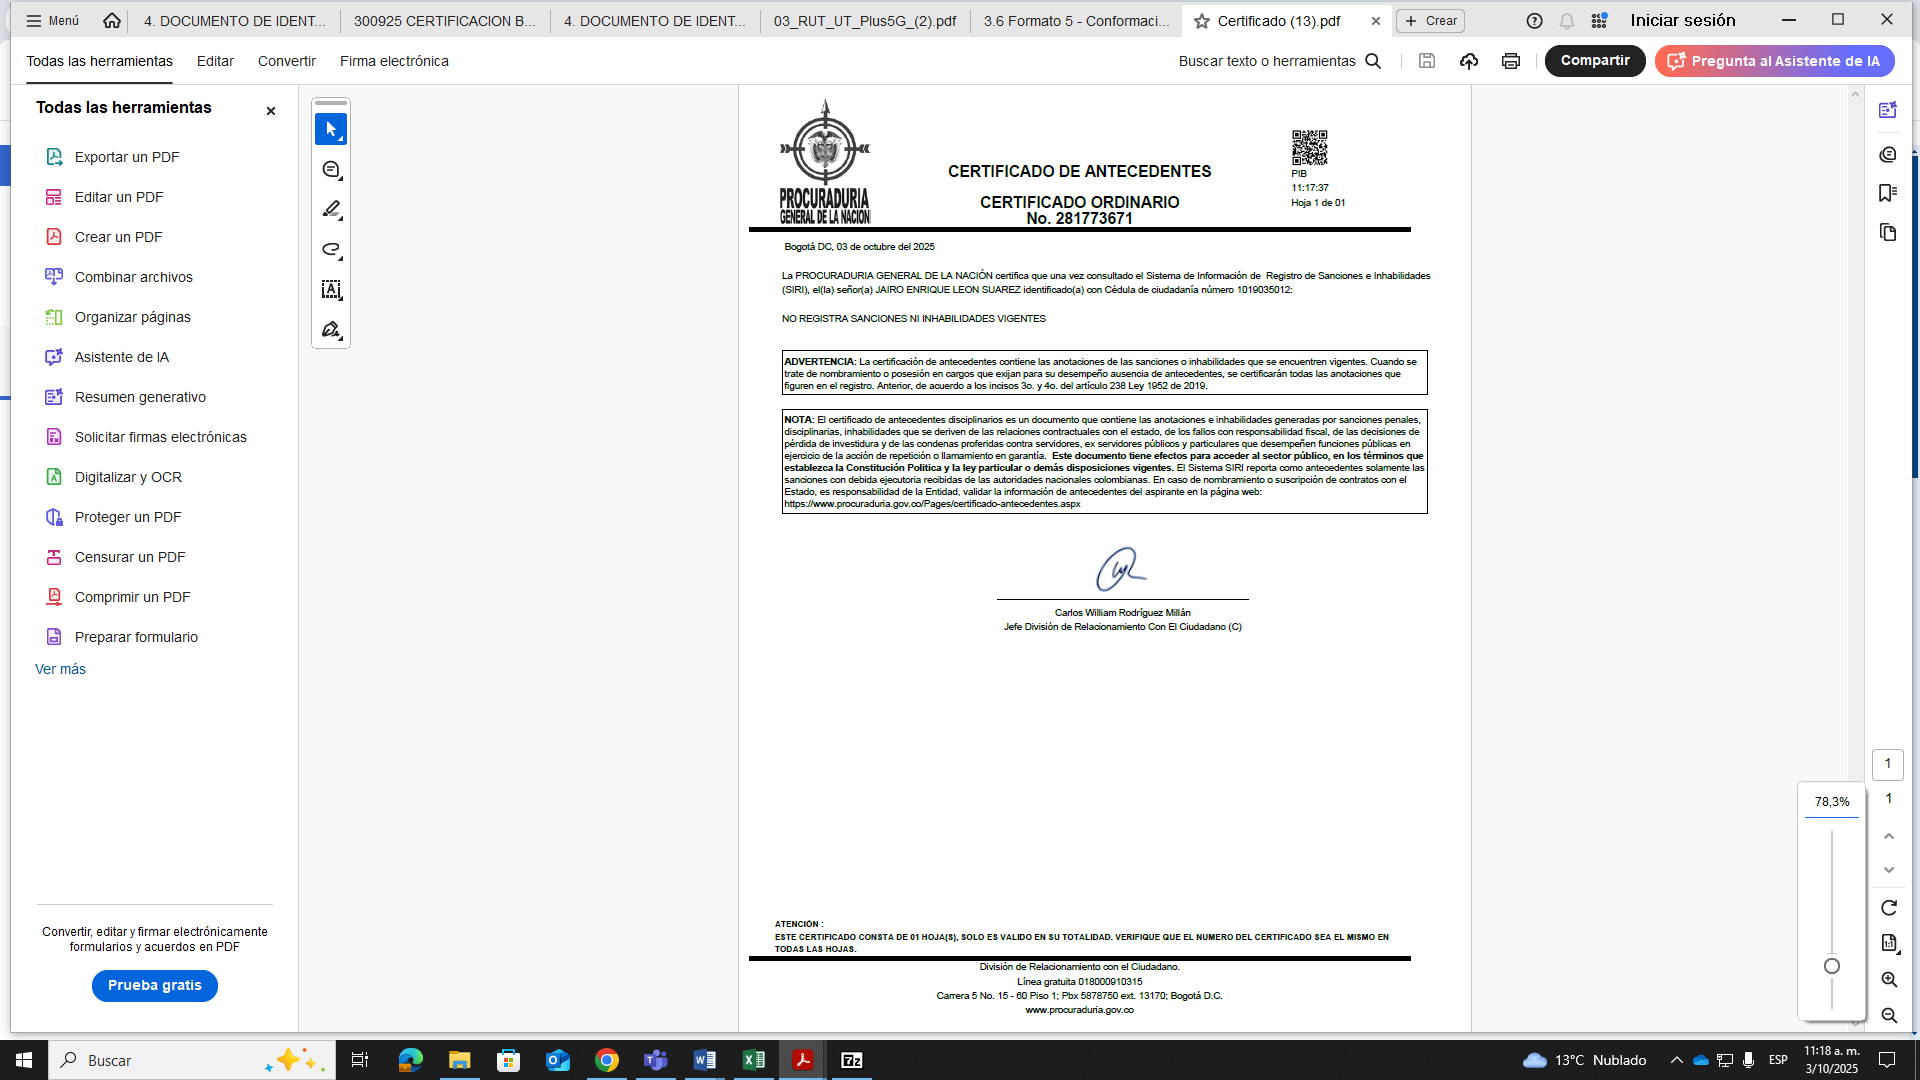 Menú
4. DOCUMENTO DE IDENT...
300925 CERTIFICACION B...
4. DOCUMENTO DE IDENT...
03_RUT_UT_Plus5G_(2).pdf
3.6 Formato 5 - Conformaci...
Certificado (13).pdf
Crear
Iniciar sesión
Todas las herramientas
Editar
Convertir
Firma electrónica
Buscar texto o herramientas
Compartir
Pregunta al Asistente de IA
Todas las herramientas
Exportar un PDF
Editar un PDF
Crear un PDF
Combinar archivos
Organizar páginas
Asistente de IA
Resumen generativo
Solicitar firmas electrónicas
Digitalizar y OCR
Proteger un PDF
Censurar un PDF
Comprimir un PDF
Preparar formulario
Ver más
Convertir, editar y firmar electrónicamente
formularios y acuerdos en PDF
Prueba gratis
PROCURADURIA
GENERAL DE LA NACION
CERTIFICADO DE ANTECEDENTES
CERTIFICADO ORDINARIO
No. 281773671
PIB
11:17:37
Hoja 1 de 01
Bogotá DC, 03 de octubre del 2025
La PROCURADURIA GENERAL DE LA NACIÓN certifica que una vez consultado el Sistema de Información de Registro de Sanciones e Inhabilidades
(SIRI), el(la) señor(a) JAIRO ENRIQUE LEON SUAREZ identificado(a) con Cédula de ciudadanía número 1019035012:
NO REGISTRA SANCIONES NI INHABILIDADES VIGENTES
ADVERTENCIA: La certificación de antecedentes contiene las anotaciones de las sanciones o inhabilidades que se encuentren vigentes. Cuando se
trate de nombramiento o posesión en cargos que exijan para su desempeño ausencia de antecedentes, se certificarán todas las anotaciones que
figuren en el registro. Anterior, de acuerdo a los incisos 3o. y 4o. del artículo 238 Ley 1952 de 2019.
NOTA: El certificado de antecedentes disciplinarios es un documento que contiene las anotaciones e inhabilidades generadas por sanciones penales,
disciplinarias, inhabilidades que se deriven de las relaciones contractuales con el estado, de los fallos con responsabilidad fiscal, de las decisiones de
pérdida de investidura y de las condenas proferidas contra servidores, ex servidores públicos y particulares que desempeñen funciones públicas en
ejercicio de la acción de repetición o llamamiento en garantía. Este documento tiene efectos para acceder al sector público, en los términos que
establezca la Constitución Política y la ley particular o demás disposiciones vigentes. El Sistema SIRI reporta como antecedentes solamente las
sanciones con debida ejecutoria recibidas de las autoridades nacionales colombianas. En caso de nombramiento o suscripción de contratos con el
Estado, es responsabilidad de la Entidad, validar la información de antecedentes del aspirante en la página web:
https://www.procuraduria.gov.co/Pages/certificado-antecedentes.aspx
Carlos William Rodríguez Millán
Jefe División de Relacionamiento Con El Ciudadano (C)
ATENCIÓN :
ESTE CERTIFICADO CONSTA DE 01 HOJA(S), SOLO ES VALIDO EN SU TOTALIDAD. VERIFIQUE QUE EL NUMERO DEL CERTIFICADO SEA EL MISMO EN
TODAS LAS HOJAS.
División de Relacionamiento con el Ciudadano.
Línea gratuita 018000910315
Carrera 5 No. 15 - 60 Piso 1; Pbx 5878750 ext. 13170; Bogotá D.C.
www.procuraduria.gov.co
1
78,3%
1
Buscar
13°C Nublado
ESP
11:18 a. m.
3/10/2025